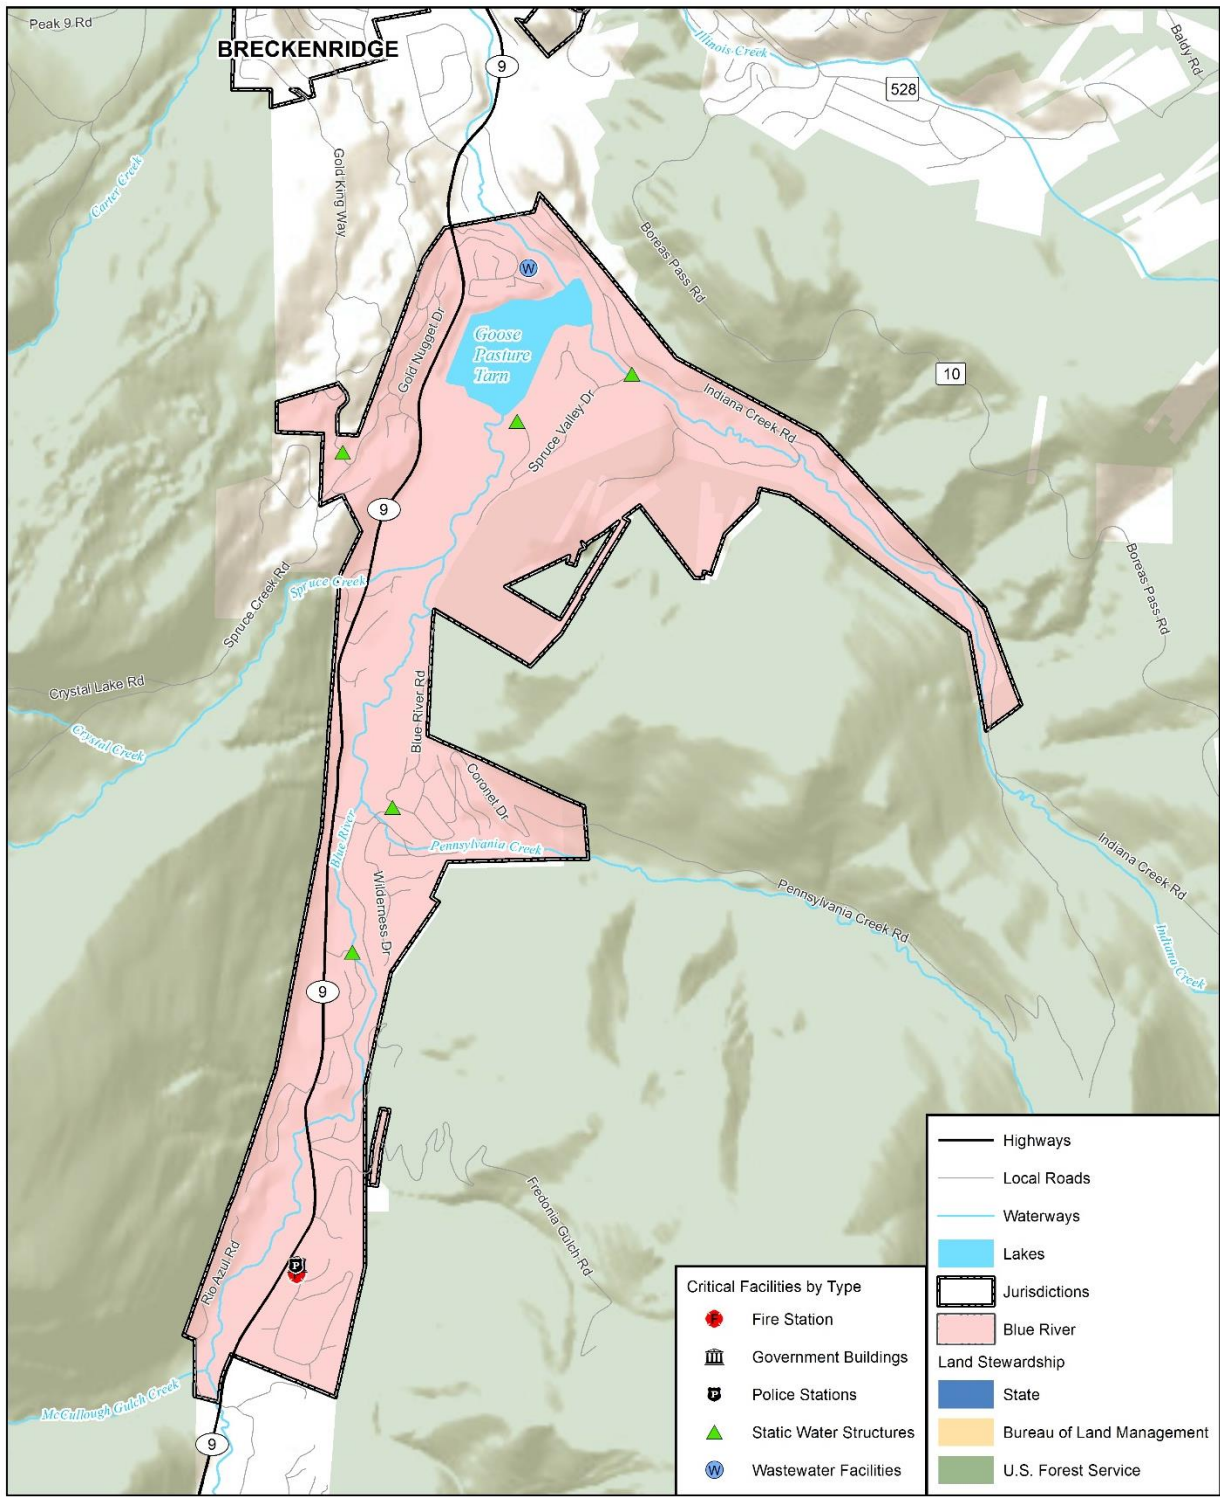 Peak 9 Rd
BRECKENRIDGE
9
Illinois Creek
Baldy Rd
528
Carter Creek
Gold King Way
Boreas Pass Rd
W
Goose
Pasture
Tarn
Gold Nugget Dr
10
Indiana Creek Rd
Spruce Valley Dr
9
Spruce Creek
Spruce Creek Rd
Boreas Pass Rd
Crystal Lake Rd
Crystal Creek
Blue River Rd
Coronet Dr
Blue River
Pennsylvania Creek
Indiana Creek Rd
Wilderness Dr
Pennsylvania Creek Rd
Indiana Creek
9
Fredonia Gulch Rd
Rio Azul Rd
P
McCullough Gulch Creek
9
Critical Facilities by Type
F Fire Station
Government Buildings
P Police Stations
Static Water Structures
W Wastewater Facilities
Highways
Local Roads
Waterways
Lakes
Jurisdictions
Blue River
Land Stewardship
State
Bureau of Land Management
U.S. Forest Service